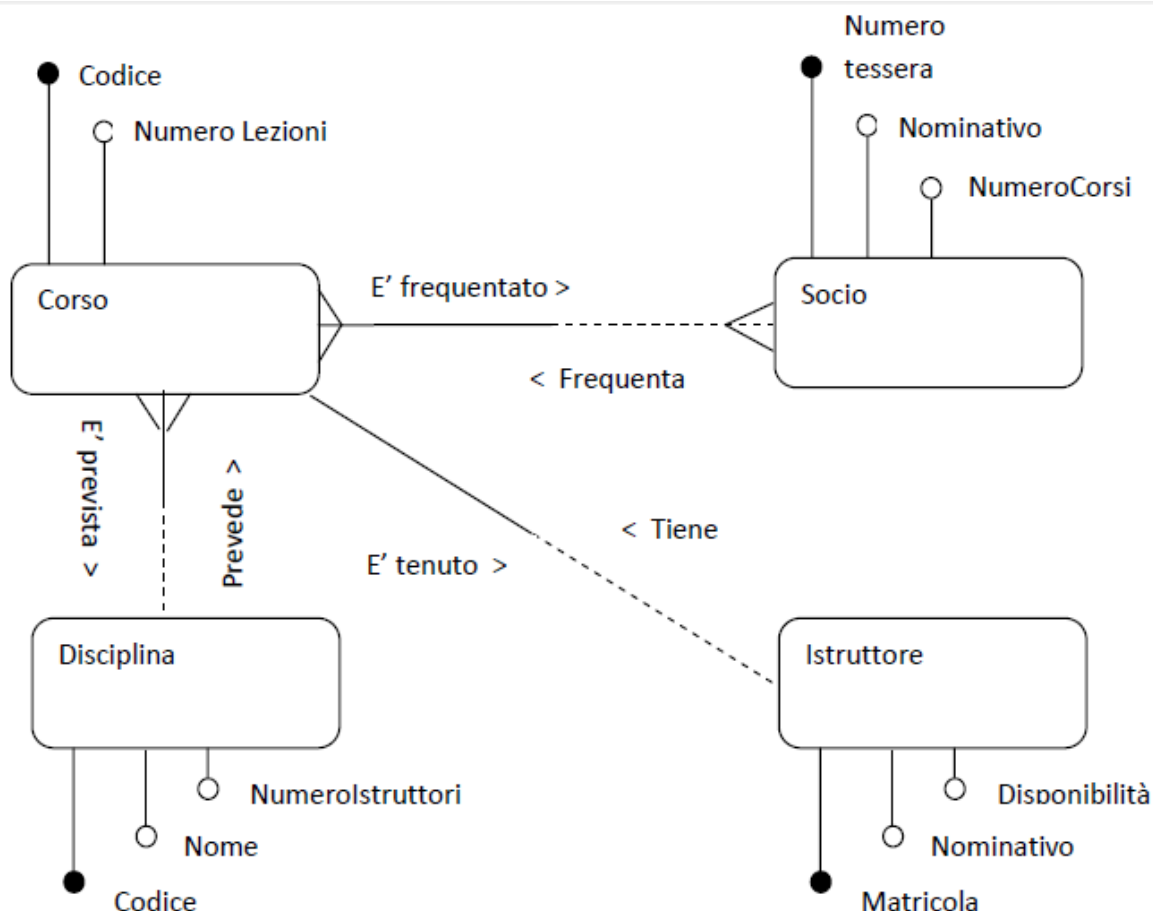 Numero
tessera
Codice
Numero Lezioni
Nominativo
NumeroCorsi
Corso
E' frequentato >
Socio
< Frequenta
E' prevista >
Prevede >
< Tiene
E' tenuto >
Disciplina
Istruttore
NumeroIstruttori
Disponibilità
Nome
Nominativo
Codice
Matricola